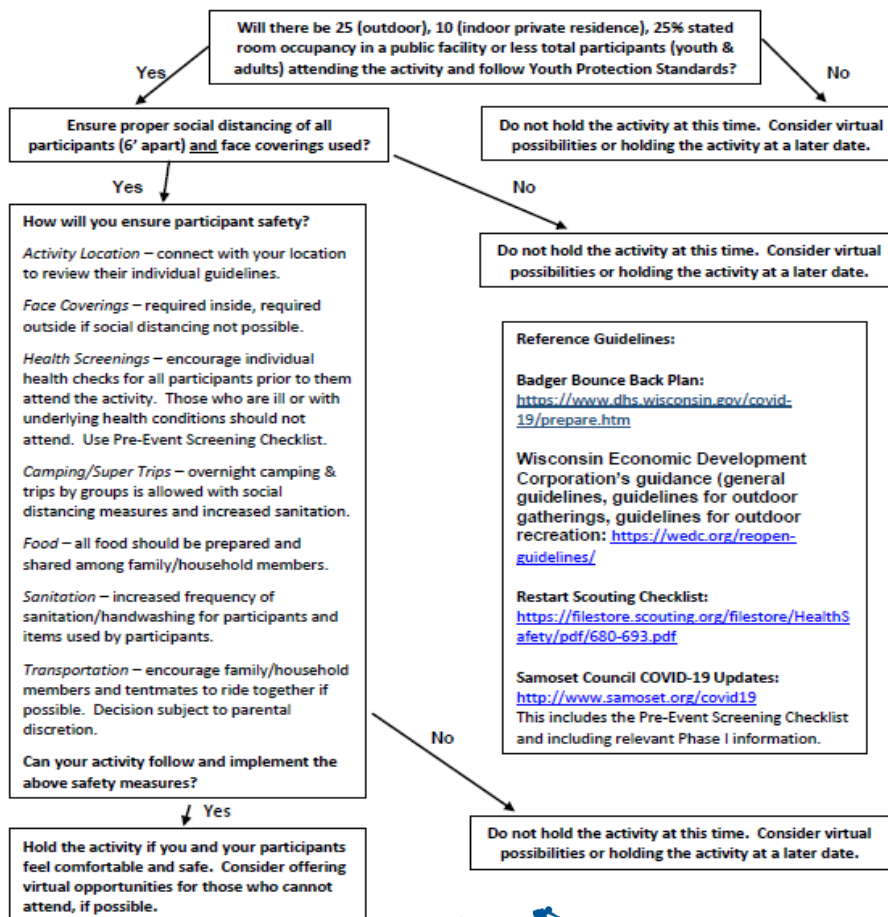 Will there be 25 (outdoor), 10 (indoor private residence), 25% stated
room occupancy in a public facility or less total participants (youth &
adults) attending the activity and follow Youth Protection Standards?
Yes
No
Ensure proper social distancing of all
participants (6' apart) and face coverings used?
Do not hold the activity at this time. Consider virtual
possibilities or holding the activity at a later date.
Yes
No
How will you ensure participant safety?
Activity Location – connect with your location
to review their individual guidelines.
Face Coverings – required inside, required
outside if social distancing not possible.
Health Screenings – encourage individual
health checks for all participants prior to them
attend the activity. Those who are ill or with
underlying health conditions should not
attend. Use Pre-Event Screening Checklist.
Camping/Super Trips – overnight camping &
trips by groups is allowed with social
distancing measures and increased sanitation.
Food – all food should be prepared and
shared among family/household members.
Sanitation – increased frequency of
sanitation/handwashing for participants and
items used by participants.
Transportation – encourage family/household
members and tentmates to ride together if
possible. Decision subject to parental
discretion.
Can your activity follow and implement the
above safety measures?
Do not hold the activity at this time. Consider virtual
possibilities or holding the activity at a later date.
Reference Guidelines:
Badger Bounce Back Plan:
https://www.dhs.wisconsin.gov/covid-
19/prepare.htm
Wisconsin Economic Development
Corporation's guidance (general
guidelines, guidelines for outdoor
gatherings, guidelines for outdoor
recreation: https://wedc.org/reopen-
guidelines/
Restart Scouting Checklist:
https://filestore.scouting.org/filestore/HealthS
afety/pdf/680-693.pdf
Samoset Council COVID-19 Updates:
http://www.samoset.org/covid19
This includes the Pre-Event Screening Checklist
and including relevant Phase I information.
No
Yes
Do not hold the activity at this time. Consider virtual
possibilities or holding the activity at a later date.
Hold the activity if you and your participants
feel comfortable and safe. Consider offering
virtual opportunities for those who cannot
attend, if possible.